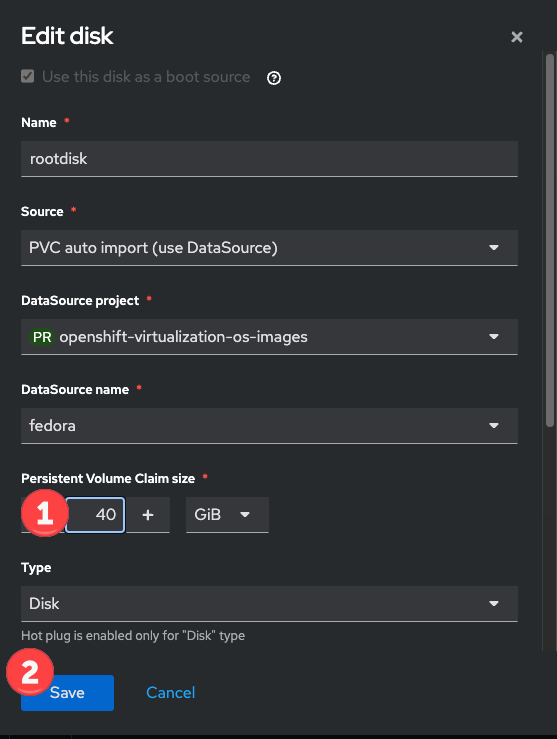 Edit disk
Use this disk as a boot source
Name *
rootdisk
Source *
PVC auto import (use DataSource)
DataSource project *
PR openshift-virtualization-os-images
DataSource name *
fedora
Persistent Volume Claim size *
1 40 + GiB
Type
Disk
Hot plug is enabled only for "Disk" type
2
Save Cancel